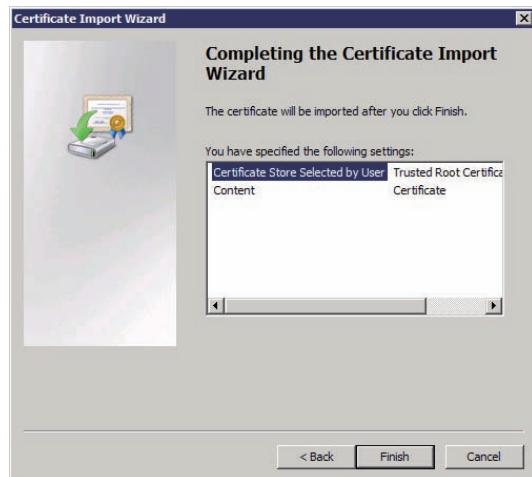 Certificate Import Wizard
Completing the Certificate Import
Wizard
The certificate will be imported after you click Finish.
You have specified the following settings:
Certificate Store Selected by User Trusted Root Certifica
Content Certificate
< Back Finish Cancel